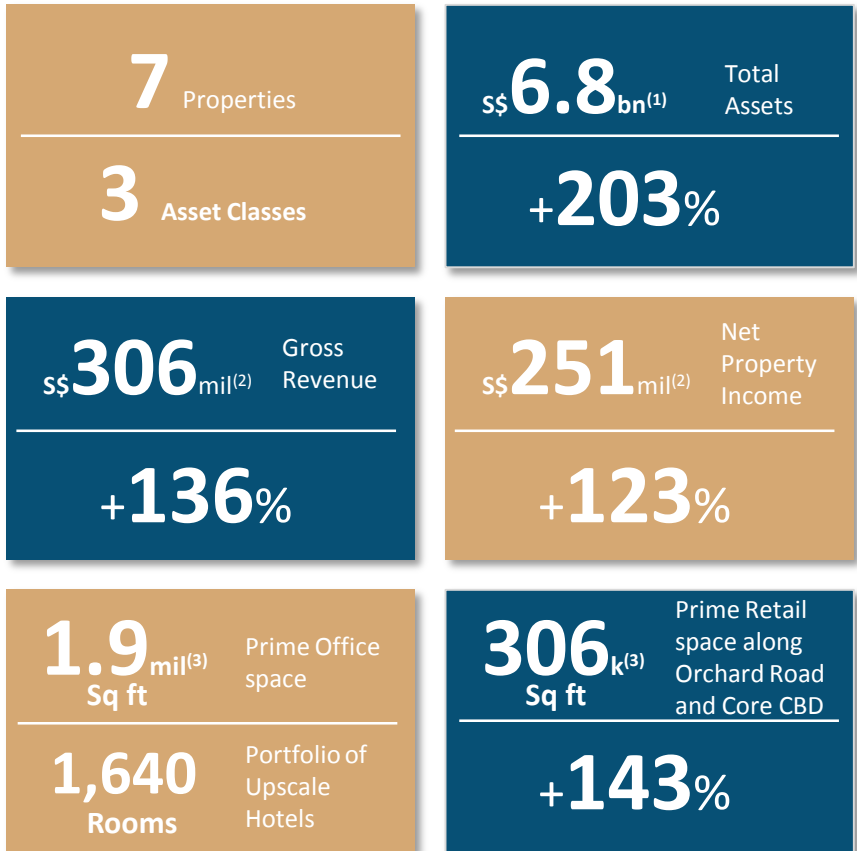 7 Properties
3 Asset Classes
S$6.8bn(1)
Total
Assets
+203%
S$306mil(2)
Gross
Revenue
+136%
S$251mil(2)
Net
Property
Income
+123%
1.9mil(3)
Sq ft
Prime Office
space
1,640
Rooms
Portfolio of
Upscale
Hotels
306k(3)
Sq ft
Prime Retail
space along
Orchard Road
and Core CBD
+143%